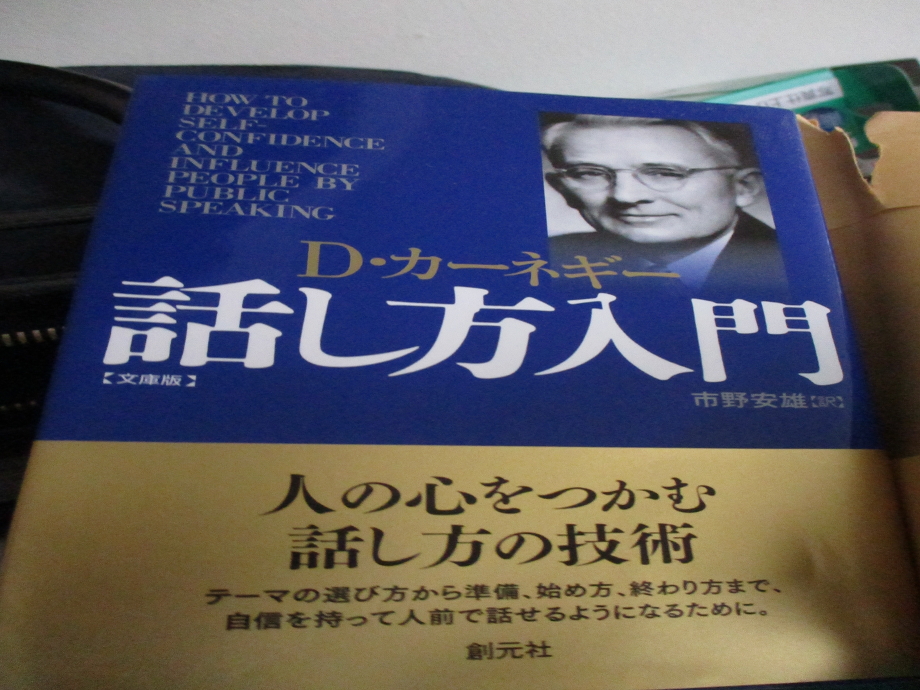 HOW TO
DEVELOP
SELF-
CONFIDENCE
AND
INFLUENCE
PEOPLE BY
PUBLIC
SPEAKING
D・カーネギー
話し方入門
【文庫版】
市野安雄【訳】
人の心をつかむ
話し方の技術
テーマの選び方から準備、始め方、終わり方まで、
自信を持って人前で話せるようになるために。
創元社